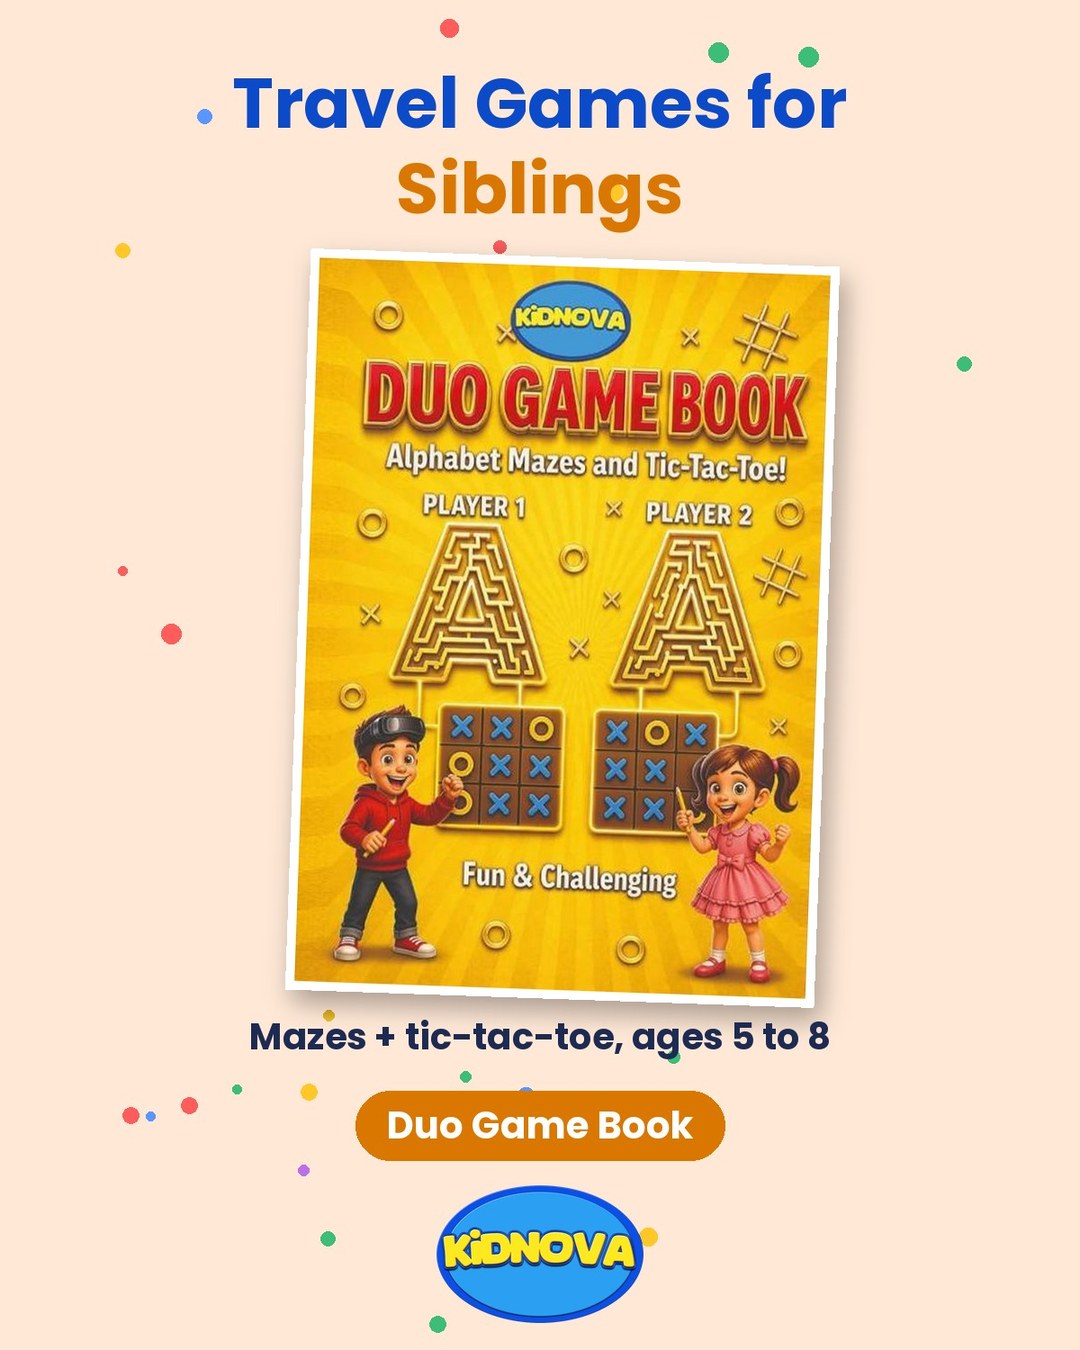 Travel Games for
Siblings
KiDNOVA
DUO GAME BOOK
Alphabet Mazes and Tic-Tac-Toe!
PLAYER 1 PLAYER 2
Fun & Challenging
Mazes + tic-tac-toe, ages 5 to 8
Duo Game Book
KiDNOVA